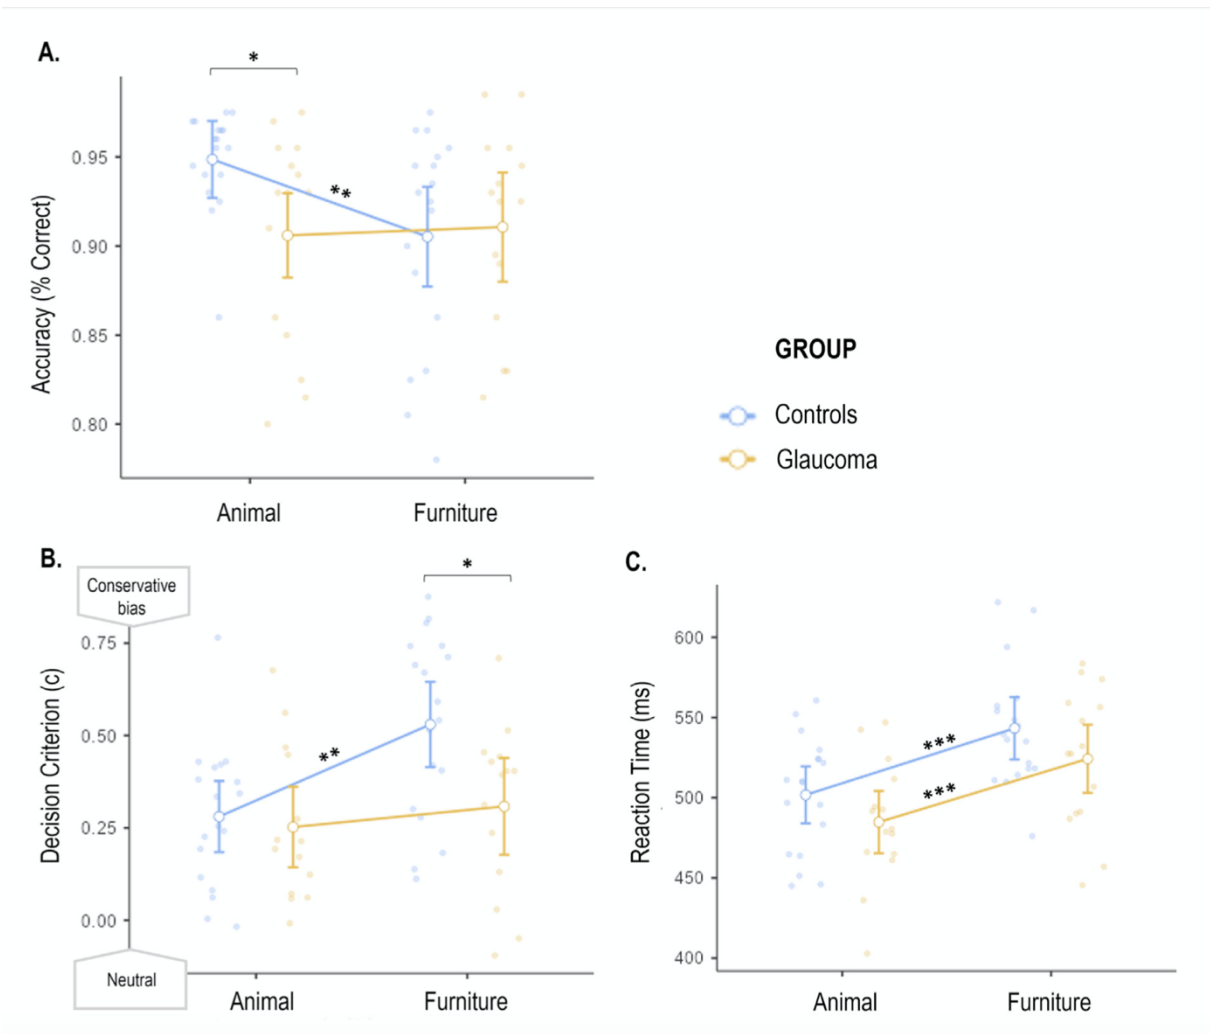 A.
*
0.95
0.90
0.85
0.80
**
Accuracy (% Correct)
Animal
Furniture
GROUP
Controls
Glaucoma
B.
Conservative
bias
*
0.75
0.50
0.25
0.00
**
Decision Criterion (c)
Neutral
Animal
Furniture
C.
600
550
500
450
400
***
***
Reaction Time (ms)
Animal
Furniture